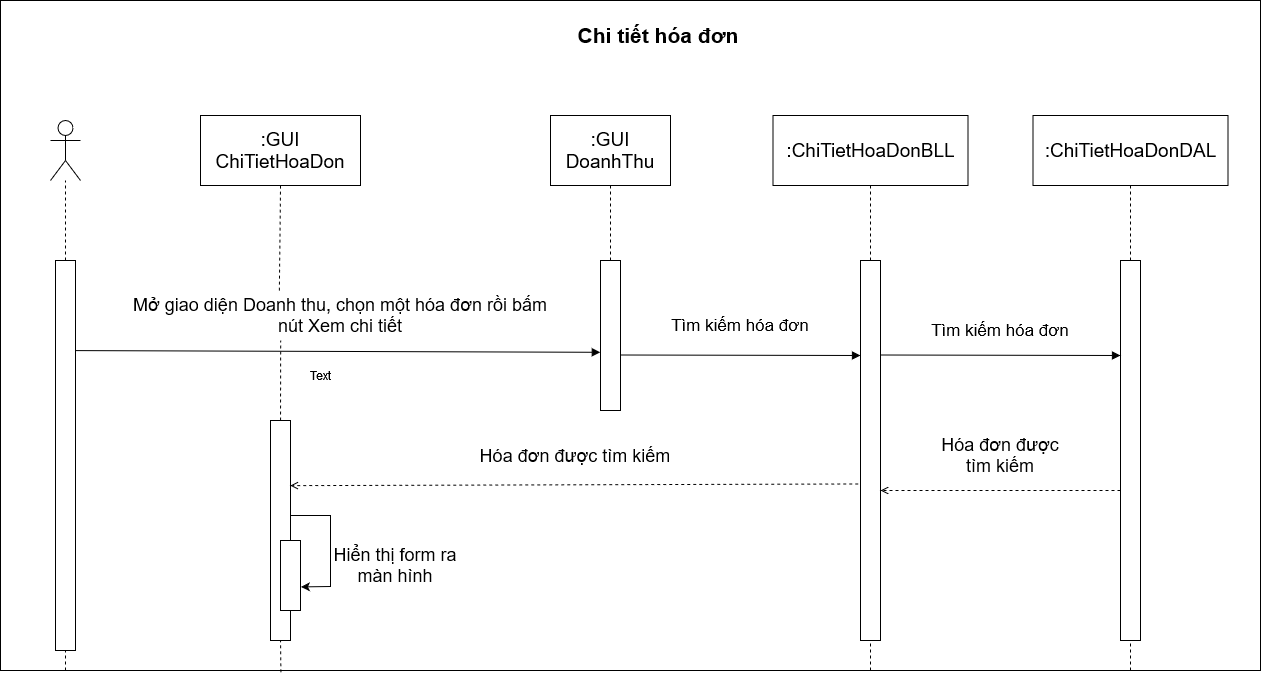 Chi tiết hóa đơn
:GUI
ChiTietHoaDon
:GUI
DoanhThu
:ChiTietHoaDonBLL
:ChiTietHoaDonDAL
Mở giao diện Doanh thu, chọn một hóa đơn rồi bấm
nút Xem chi tiết
Tìm kiếm hóa đơn
Tìm kiếm hóa đơn
Text
Hóa đơn được tìm kiếm
Hóa đơn được
tìm kiếm
Hiển thị form ra
màn hình